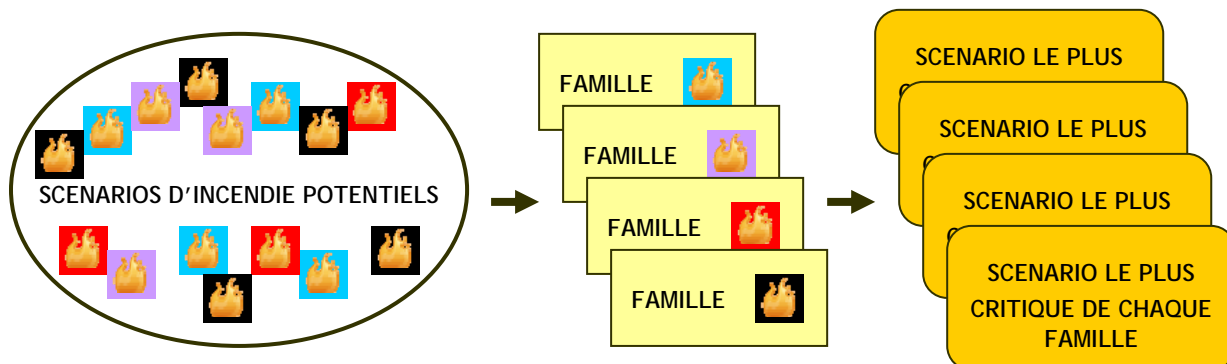 SCENARIOS D'INCENDIE POTENTIELS
FAMILLE
FAMILLE
FAMILLE
FAMILLE
SCENARIO LE PLUS
SCENARIO LE PLUS
SCENARIO LE PLUS
SCENARIO LE PLUS
CRITIQUE DE CHAQUE
FAMILLE